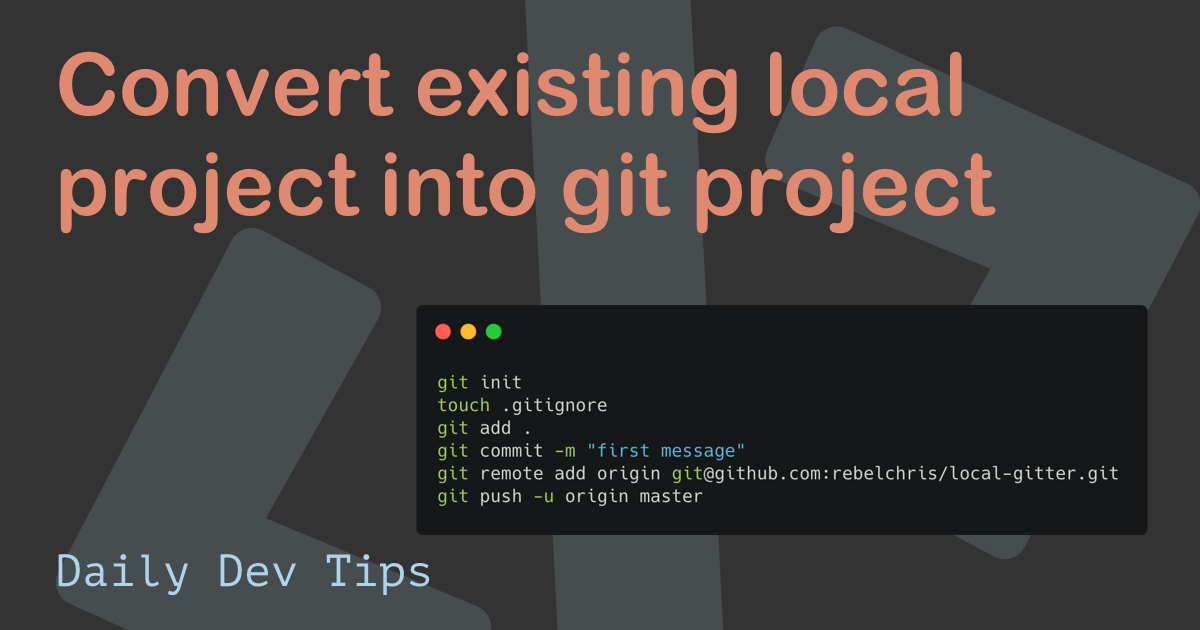 Convert existing local
project into git project
git init
touch .gitignore
git add .
git commit -m "first message"
git remote add origin git@github.com:rebelchris/local-gitter.git
git push -u origin master
Daily Dev Tips